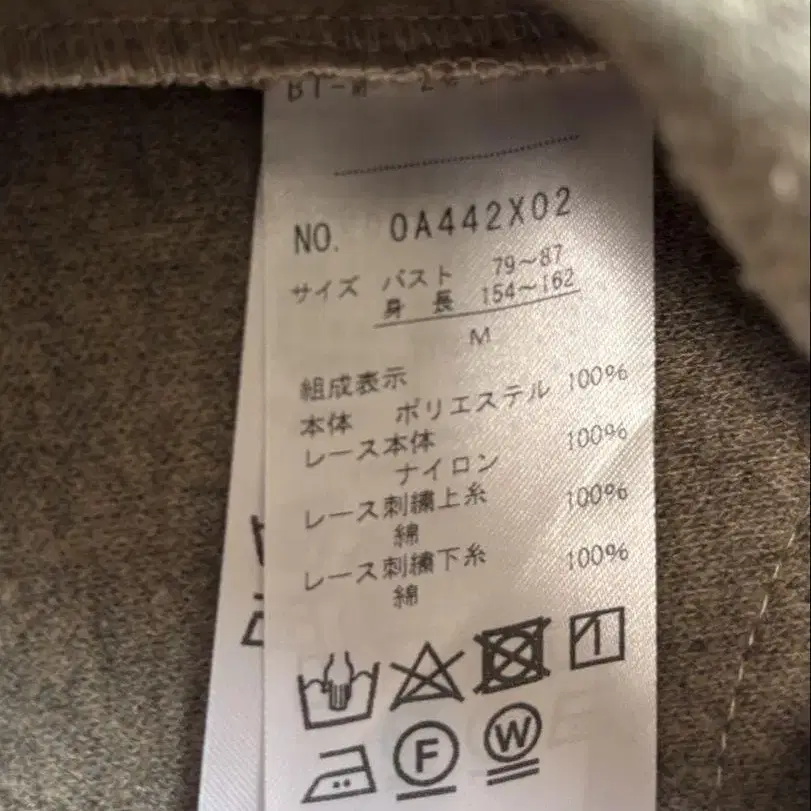 NO. 0A442X02
サイズ バスト 79～87
身 長 154～162
M
組成表示
本体 ポリエステル 100%
レース本体 100%
ナイロン
レース刺繍上糸 100%
綿
レース刺繍下糸 100%
綿
F W